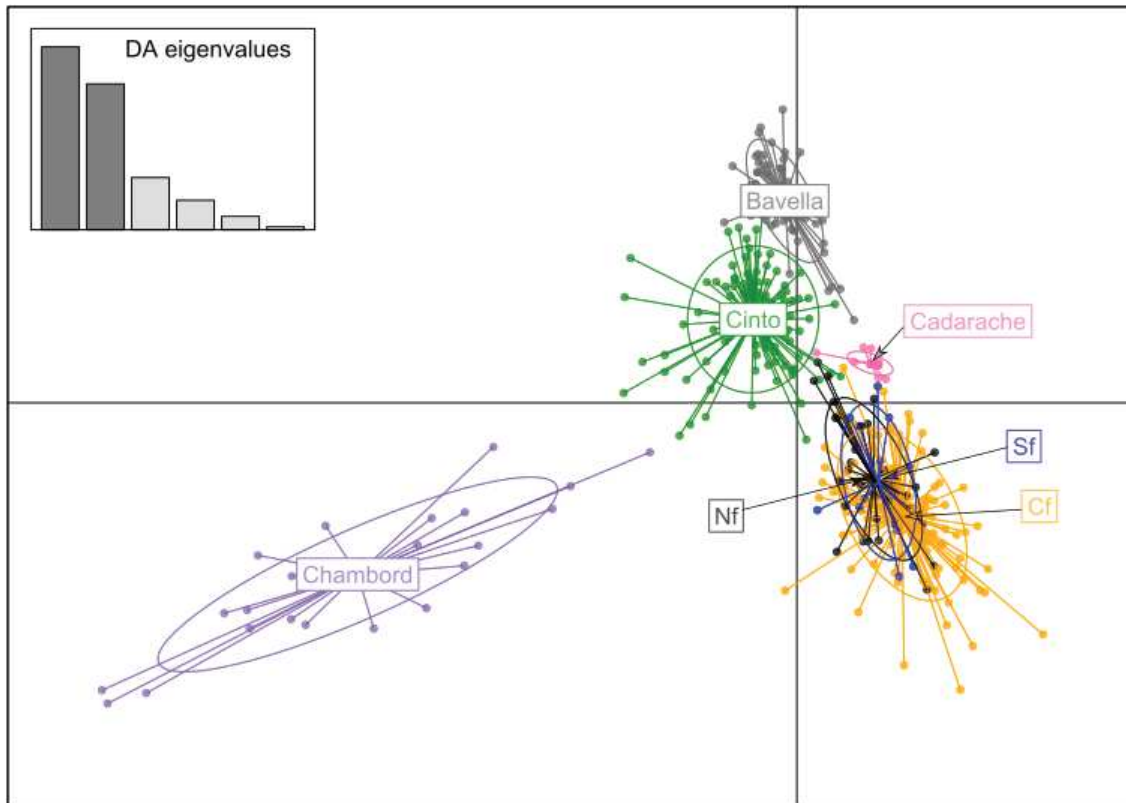 DA eigenvalues
Bavella
Cinto
Cadarache
Sf
Nf
Cf
Chambord